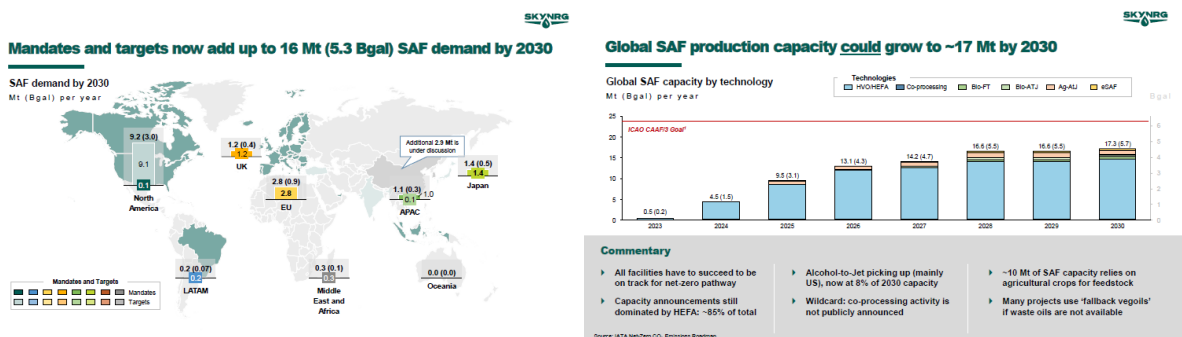 SKYNRG
Mandates and targets now add up to 16 Mt (5.3 Bgal) SAF demand by 2030
SAF demand by 2030
Mt (Bgal) per year
9.2 (3.0)
9.1
0.1
North
America
1.2 (0.4)
1.2
UK
2.8 (0.9)
2.8
EU
Additional 2.9 Mt is
under discussion
1.1 (0.3)
0.1
1.0
APAC
1.4 (0.5)
1.4
Japan
0.2 (0.07)
0.2
LATAM
0.3 (0.1)
0.3
Middle
East and
Africa
0.0 (0.0)
Oceania
Mandates and Targets
Mandates
Targets
SKYNRG
Global SAF production capacity could grow to ~17 Mt by 2030
Global SAF capacity by technology
Mt (Bgal) per year
Technologies
HVO/HEFA
Co-processing
Bio-FT
Bio-ATJ
Ag-AtJ
eSAF
Bgal
25
20
15
10
5
0
ICAO CAAF/3 Goal¹
0.5 (0.2)
4.5 (1.5)
9.5 (3.1)
13.1 (4.3)
14.2 (4.7)
16.6 (5.5)
16.6 (5.5)
17.3 (5.7)
6
5
4
3
2
1
0
2023
2024
2025
2026
2027
2028
2029
2030
Commentary
All facilities have to succeed to be
on track for net-zero pathway
Capacity announcements still
dominated by HEFA: ~85% of total
Alcohol-to-Jet picking up (mainly
US), now at 8% of 2030 capacity
Wildcard: co-processing activity is
not publicly announced
~10 Mt of SAF capacity relies on
agricultural crops for feedstock
Many projects use 'fallback vegoils'
if waste oils are not available
Source: IATA Net-Zero CO₂ Emissions Roadmap